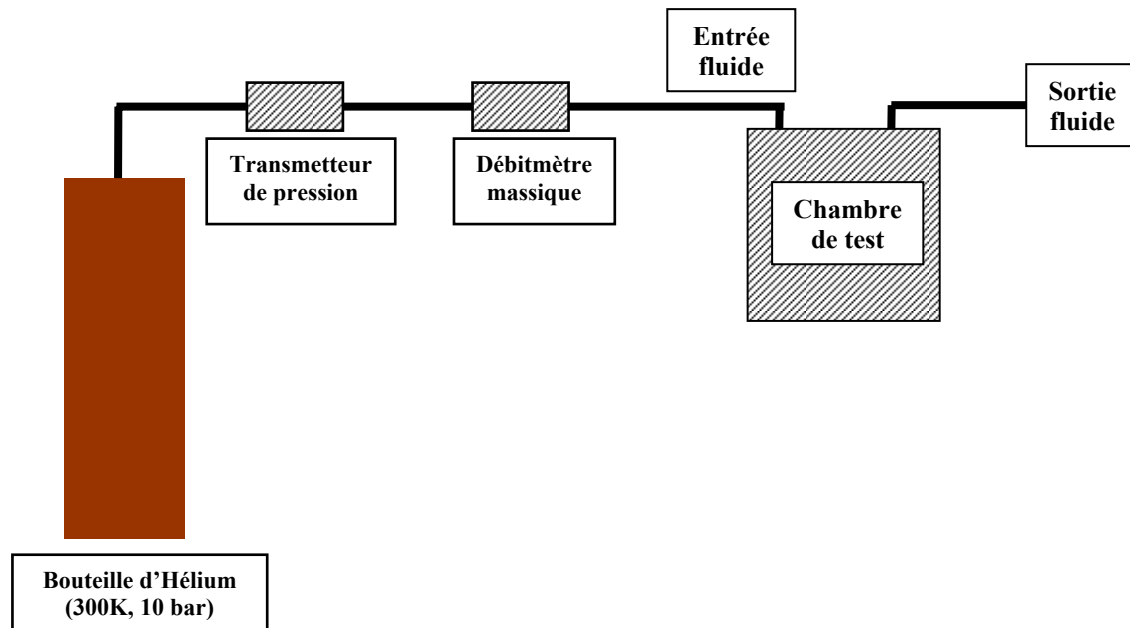 Entrée
fluide
Sortie
fluide
Transmetteur
de pression
Débitmètre
massique
Chambre
de test
Bouteille d’Hélium
(300K, 10 bar)